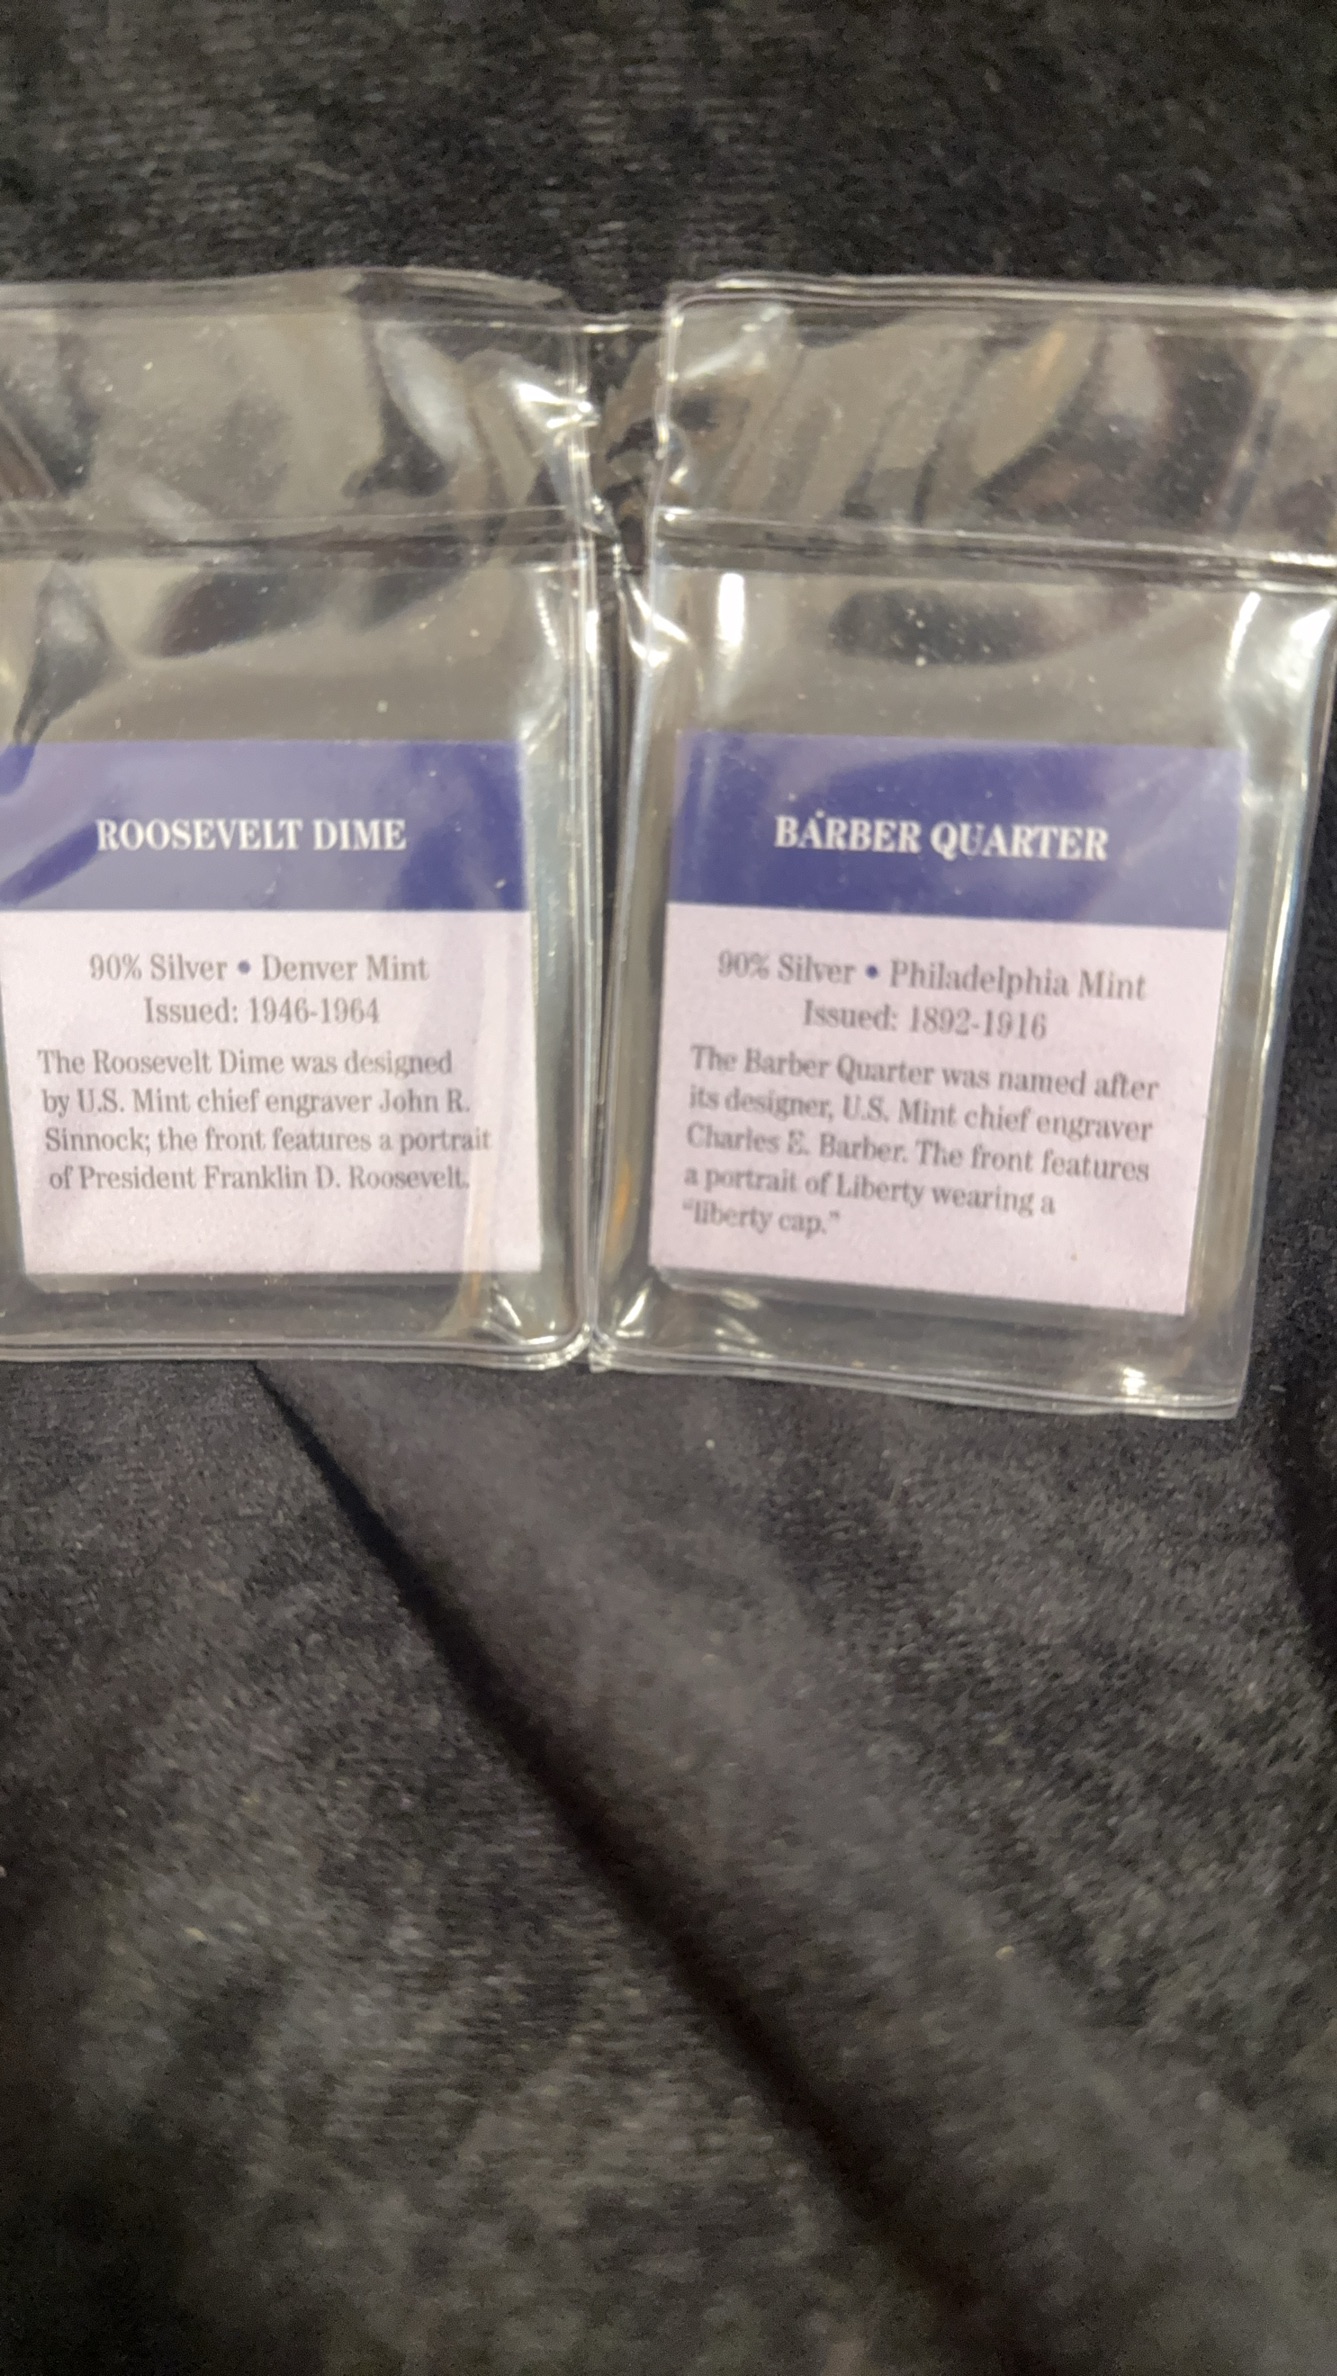 ROOSEVELT DIME
90% Silver • Denver Mint
Issued: 1946-1964
The Roosevelt Dime was designed
by U.S. Mint chief engraver John R.
Sinnock; the front features a portrait
of President Franklin D. Roosevelt.
BARBER QUARTER
90% Silver • Philadelphia Mint
Issued: 1892-1916
The Barber Quarter was named after
its designer, U.S. Mint chief engraver
Charles E. Barber. The front features
a portrait of Liberty wearing a
“liberty cap.”